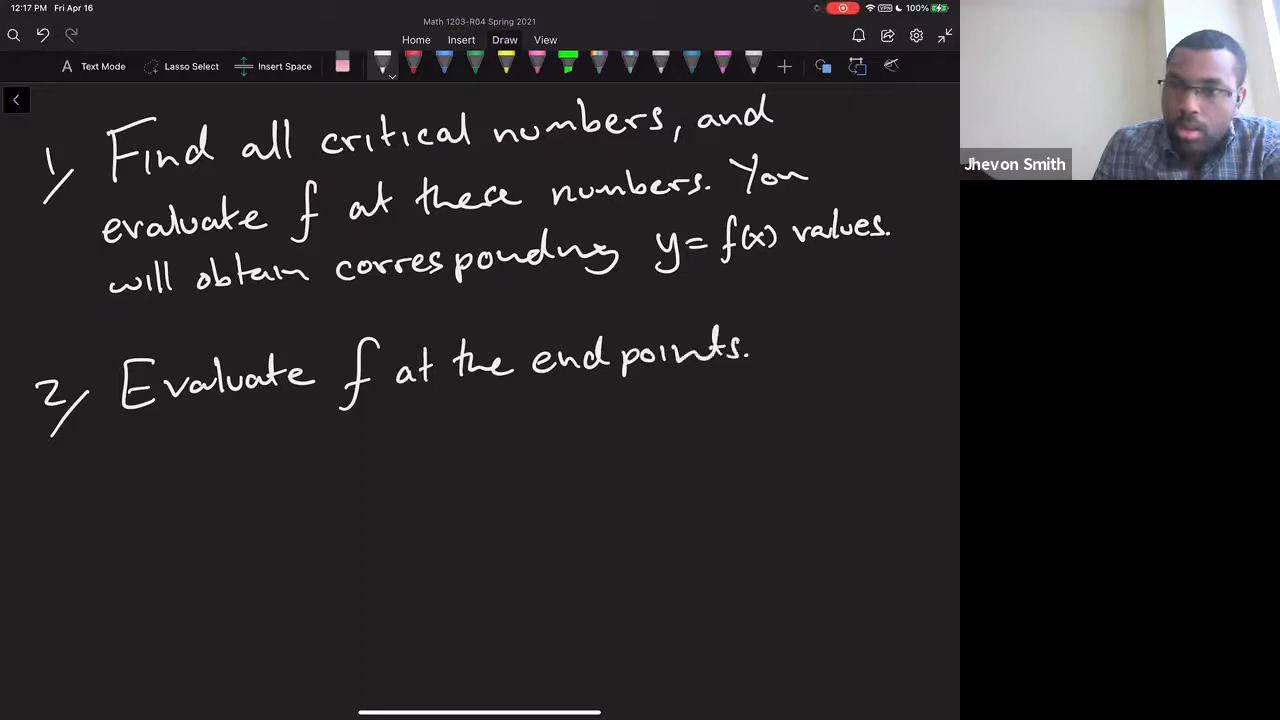 12:17 PM Fri Apr 16
VPN
100%
Math 1203-R04 Spring 2021
Home Insert Draw View
A Text Mode Lasso Select Insert Space
1/ Find all critical numbers, and
evaluate f at these numbers. You
will obtain corresponding y = f(x) values.
2/ Evaluate f at the endpoints.
Jhevon Smith